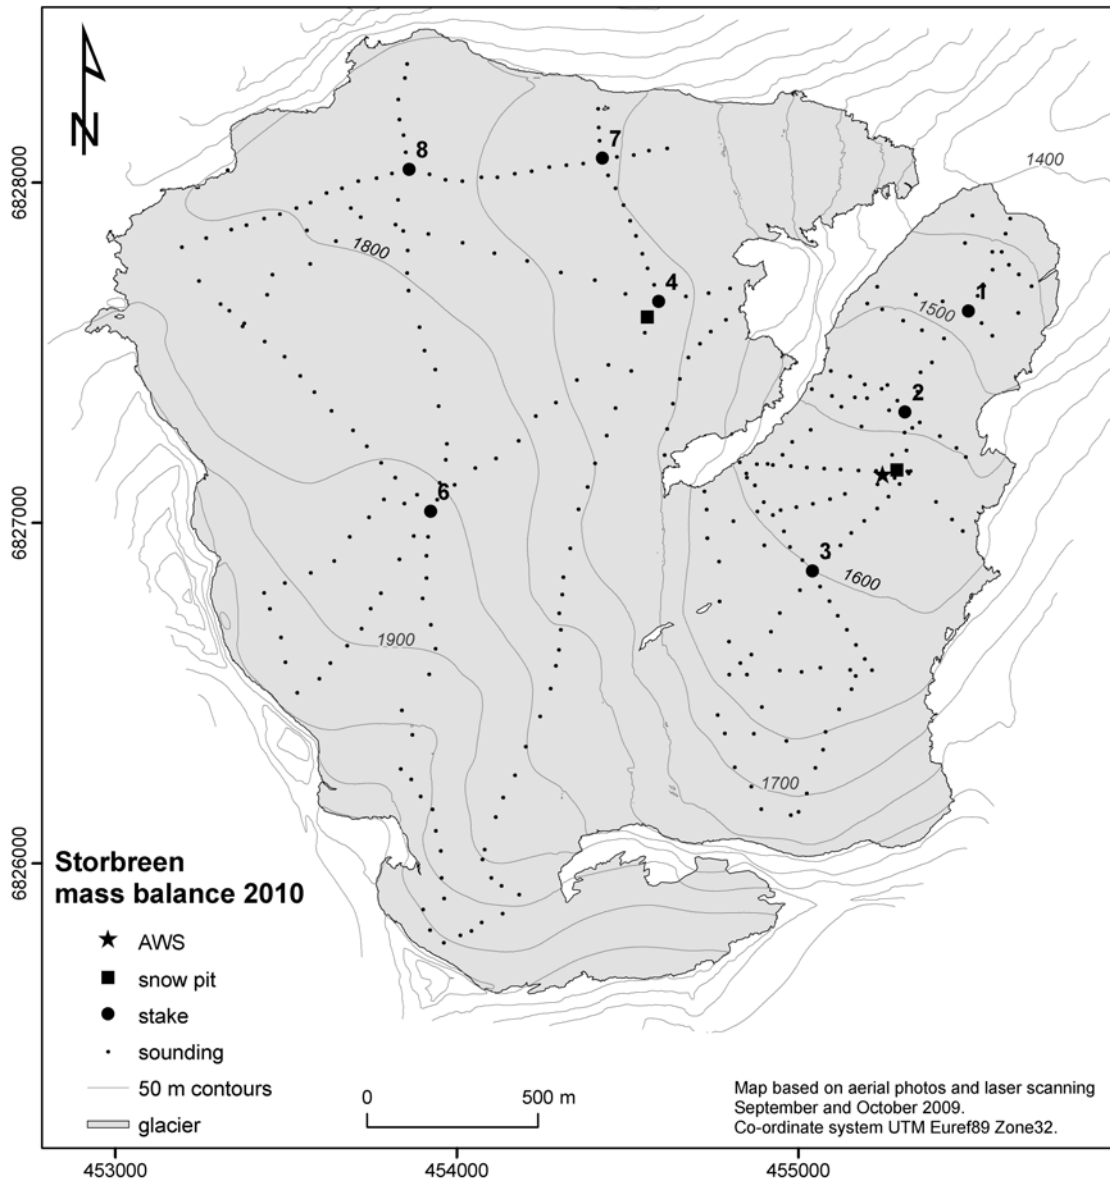 N
1400
8
7
6828000
1800
4
1
1500
2
6
6827000
3
1600
1900
1700
6826000
Storbreen
mass balance 2010
AWS
snow pit
stake
sounding
50 m contours
glacier
0 500 m
Map based on aerial photos and laser scanning
September and October 2009.
Co-ordinate system UTM Euref89 Zone32.
453000 454000 455000